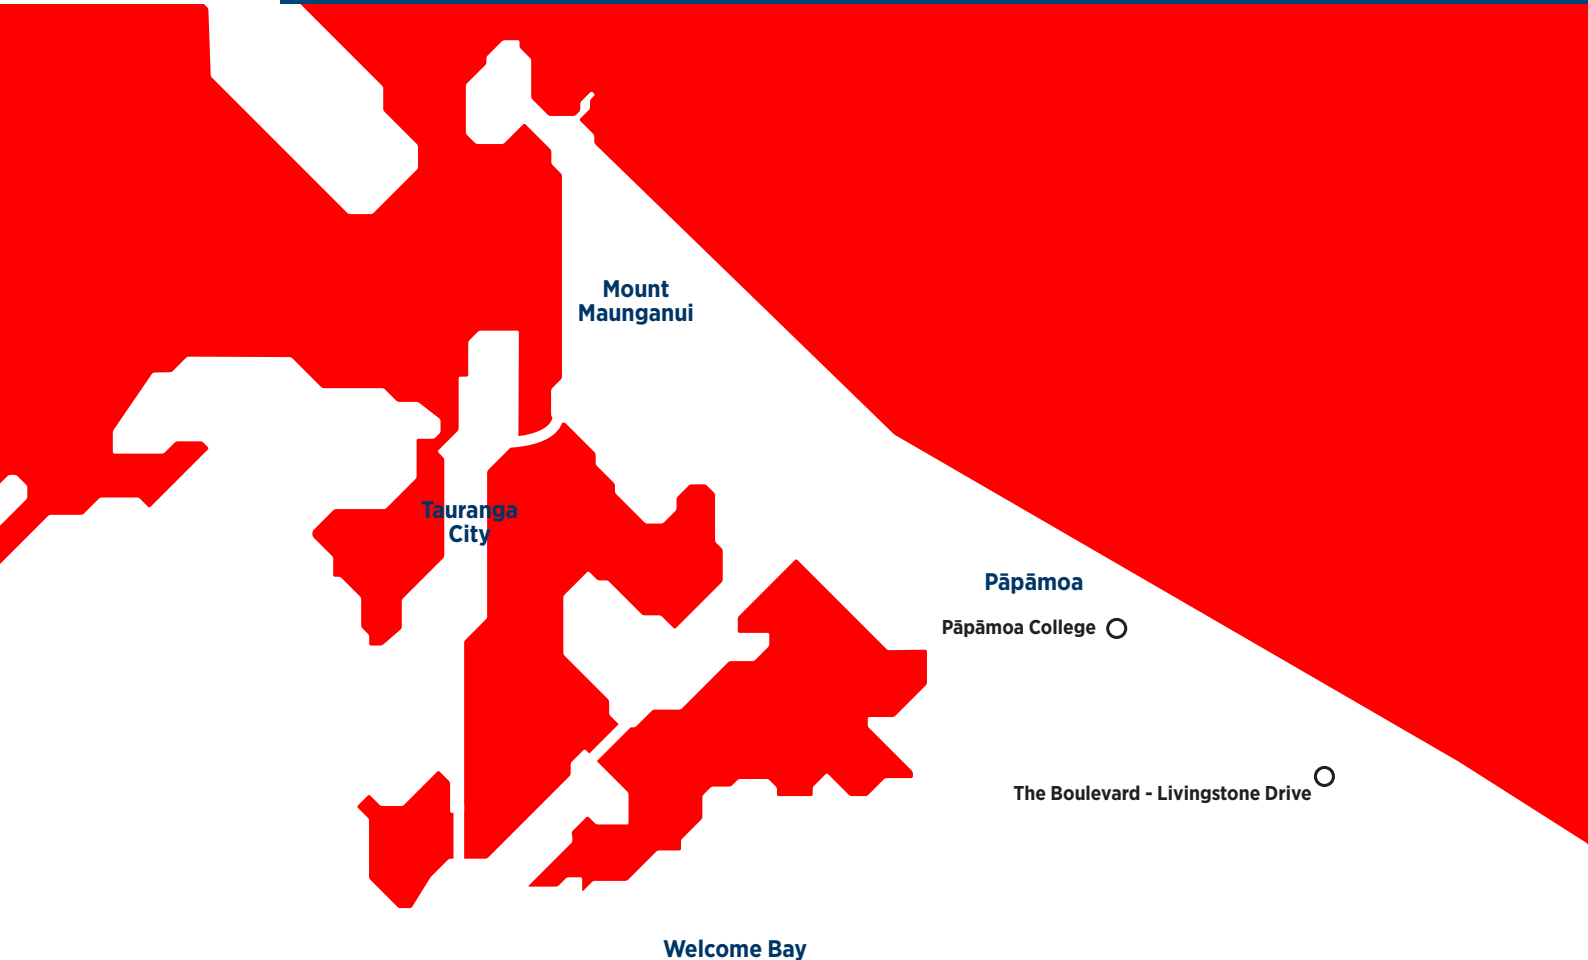 Mount
Maunganui
Tauranga
City
Pāpāmoa
Pāpāmoa College
The Boulevard - Livingstone Drive
Welcome Bay